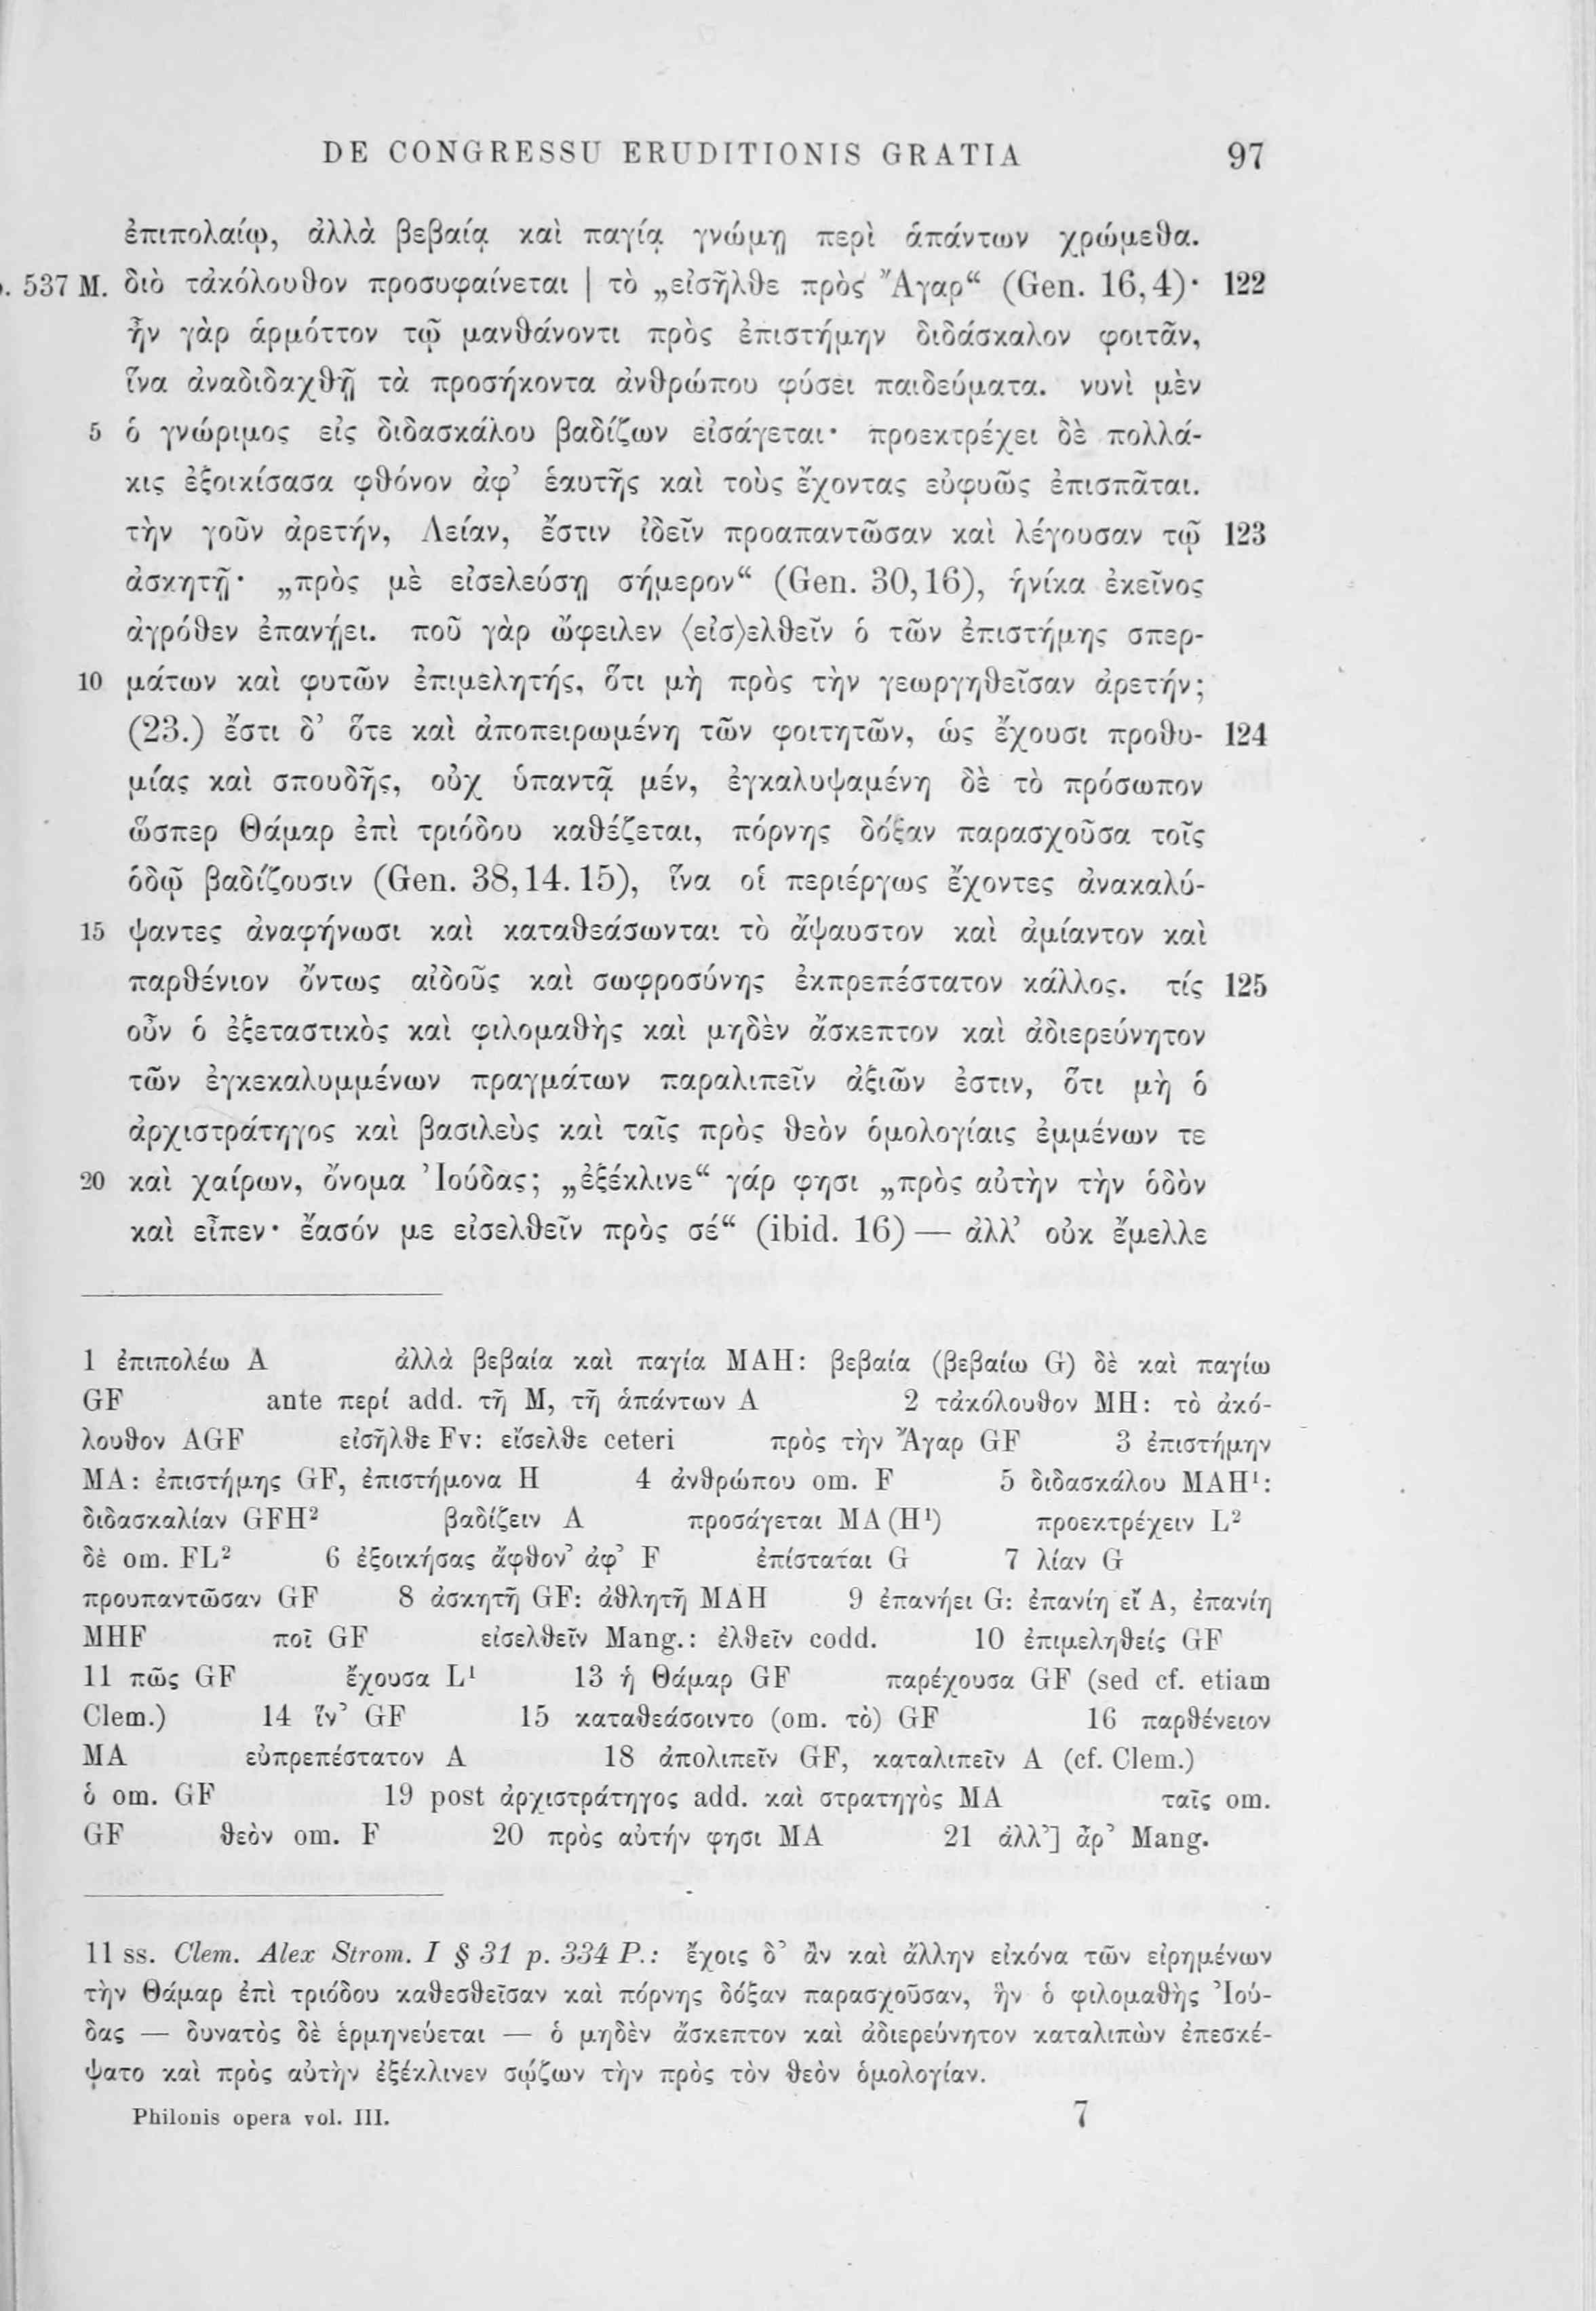 DE CONGRESSU ERUDITIONIS GRATIA 97
ἐπιπολαίῳ, ἀλλὰ βεβαίᾳ καὶ παγίᾳ γνώμῃ περὶ ἁπάντων χρώμεθα.
. 537 M. διὸ τἀκόλουθον προσυφαίνεται | τὸ „εἰσῆλθε πρὸς Ἄγαρ“ (Gen. 16,4)· 122
ἦν γὰρ ἁρμόττον τῷ μανθάνοντι πρὸς ἐπιστήμην διδάσκαλον φοιτᾶν,
ἵνα ἀναδιδαχθῇ τὰ προσήκοντα ἀνθρώπου φύσει παιδεύματα. νυνὶ μὲν
5 ὁ γνώριμος εἰς διδασκάλου βαδίζων εἰσάγεται· προεκτρέχει δὲ πολλά-
κις ἐξοικίσασα φθόνον ἀφ’ ἑαυτῆς καὶ τοὺς ἔχοντας εὐφυῶς ἐπισπᾶται.
τὴν γοῦν ἀρετήν, Λείαν, ἔστιν ἰδεῖν προαπαντῶσαν καὶ λέγουσαν τῷ 123
ἀσκητῇ· „πρὸς μὲ εἰσελεύσῃ σήμερον“ (Gen. 30,16), ἡνίκα ἐκεῖνος
ἀγρόθεν ἐπανῄει. ποῦ γὰρ ὤφειλεν ⟨εἰσ⟩ελθεῖν ὁ τῶν ἐπιστήμης σπερ-
10 μάτων καὶ φυτῶν ἐπιμελητής, ὅτι μὴ πρὸς τὴν γεωργηθεῖσαν ἀρετήν;
(23.) ἔστι δ’ ὅτε καὶ ἀποπειρωμένη τῶν φοιτητῶν, ὡς ἔχουσι προθυ- 124
μίας καὶ σπουδῆς, οὐχ ὑπαντᾷ μέν, ἐγκαλυψαμένη δὲ τὸ πρόσωπον
ὥσπερ Θάμαρ ἐπὶ τριόδου καθέζεται, πόρνης δόξαν παρασχοῦσα τοῖς
ὁδῷ βαδίζουσιν (Gen. 38,14. 15), ἵνα οἱ περιέργως ἔχοντες ἀνακαλύ-
15 ψαντες ἀναφήνωσι καὶ καταθεάσωνται τὸ ἄψαυστον καὶ ἀμίαντον καὶ
παρθένιον ὄντως αἰδοῦς καὶ σωφροσύνης ἐκπρεπέστατον κάλλος. τίς 125
οὖν ὁ ἐξεταστικὸς καὶ φιλομαθὴς καὶ μηδὲν ἄσκεπτον καὶ ἀδιερεύνητον
τῶν ἐγκεκαλυμμένων πραγμάτων παραλιπεῖν ἀξιῶν ἐστιν, ὅτι μὴ ὁ
ἀρχιστράτηγος καὶ βασιλεὺς καὶ ταῖς πρὸς θεὸν ὁμολογίαις ἐμμένων τε
20 καὶ χαίρων, ὄνομα Ἰούδας; „ἐξέκλινε“ γάρ φησι „πρὸς αὐτὴν τὴν ὁδὸν
καὶ εἶπεν· ἔασόν με εἰσελθεῖν πρὸς σέ“ (ibid. 16) — ἀλλ’ οὐκ ἔμελλε
1 ἐπιπολέω A ἀλλὰ βεβαία καὶ παγία MAH: βεβαία (βεβαίω G) δὲ καὶ παγίω
GF ante περί add. τῆ M, τῆ ἁπάντων A 2 τἀκόλουθον MH: τὸ ἀκό-
λουθον AGF εἰσῆλθε Fv: εἴσελθε ceteri πρὸς τὴν Ἄγαρ GF 3 ἐπιστήμην
MA: ἐπιστήμης GF, ἐπιστήμονα H 4 ἀνθρώπου om. F 5 διδασκάλου MAH¹:
διδασκαλίαν GFH² βαδίζειν A προσάγεται MA(H¹) προεκτρέχειν L²
δὲ om. FL² 6 ἐξοικήσας ἄφθον’ ἀφ’ F ἐπίσταται G 7 λίαν G
προυπαντῶσαν GF 8 ἀσκητῆ GF: ἀθλητῆ MAH 9 ἐπανήει G: ἐπανίη εἴ A, ἐπανίη
MHF ποῖ GF εἰσελθεῖν Mang.: ἐλθεῖν codd. 10 ἐπιμεληθείς GF
11 πῶς GF ἔχουσα L¹ 13 ἡ Θάμαρ GF παρέχουσα GF (sed cf. etiam
Clem.) 14 ἵν’ GF 15 καταθεάσοιντο (om. τὸ) GF 16 παρθένειον
MA εὐπρεπέστατον A 18 ἀπολιπεῖν GF, καταλιπεῖν A (cf. Clem.)
ὁ om. GF 19 post ἀρχιστράτηγος add. καὶ στρατηγὸς MA ταῖς om.
GF θεὸν om. F 20 πρὸς αὐτήν φησι MA 21 ἀλλ’] ἆρ’ Mang.
11 ss. Clem. Alex Strom. I § 31 p. 334 P.: ἔχοις δ’ ἂν καὶ ἄλλην εἰκόνα τῶν εἰρημένων
τὴν Θάμαρ ἐπὶ τριόδου καθεσθεῖσαν καὶ πόρνης δόξαν παρασχοῦσαν, ἣν ὁ φιλομαθὴς Ἰού-
δας — δυνατὸς δὲ ἑρμηνεύεται — ὁ μηδὲν ἄσκεπτον καὶ ἀδιερεύνητον καταλιπὼν ἐπεσκέ-
ψατο καὶ πρὸς αὐτὴν ἐξέκλινεν σῴζων τὴν πρὸς τὸν θεὸν ὁμολογίαν.
Philonis opera vol. III. 7